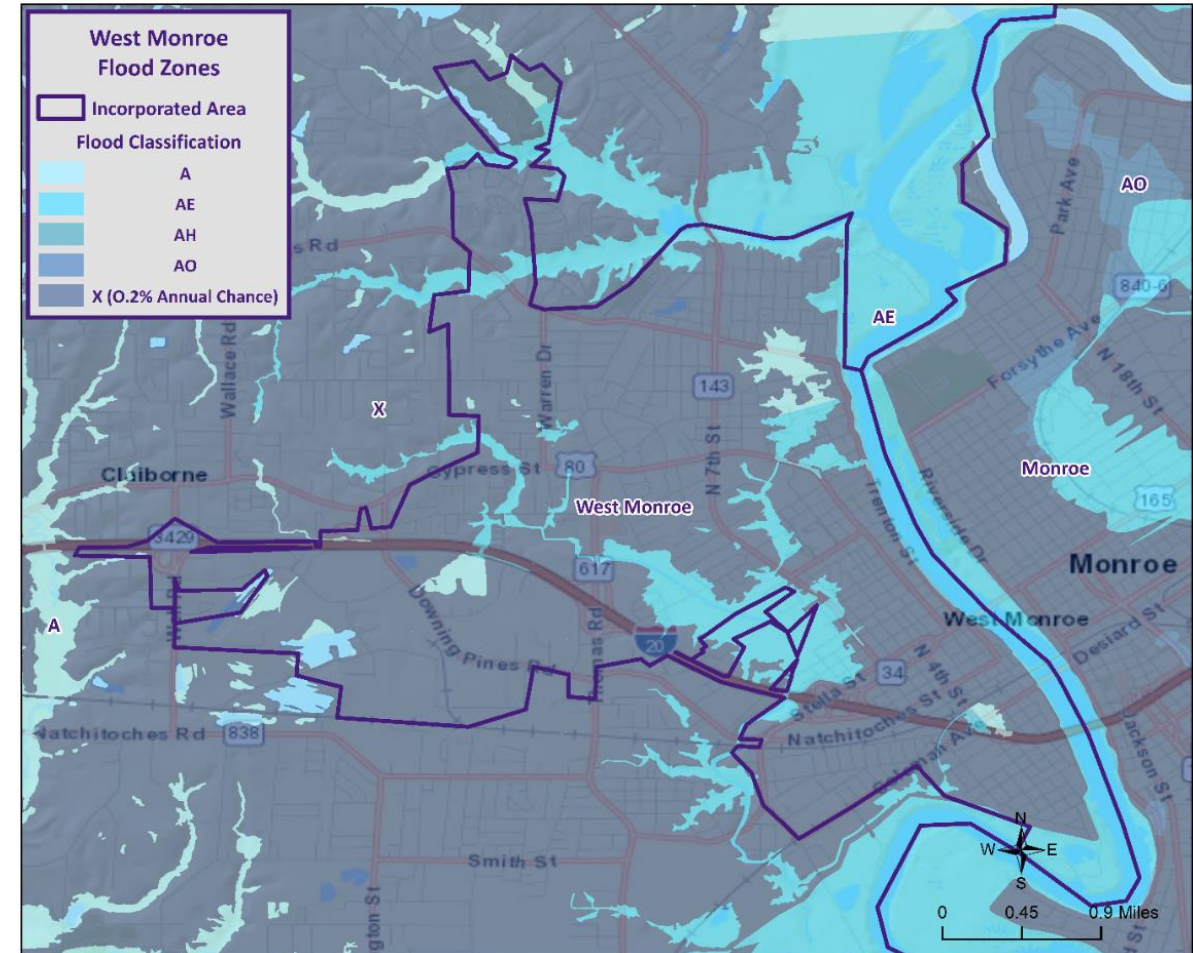 West Monroe
Flood Zones
Incorporated Area
Flood Classification
A
AE
AH
AO
X (O.2% Annual Chance)
s Rd
Park Ave
AO
840-6
AE
Forsythe Ave
N 18th St
Wallace Rd
Warren Dr
143
X
N 7th St
Claiborne
Cypress St
80
Monroe
165
West Monroe
Trenton St
Riverside Dr
3429
617
Monroe
A
Downing Pines Rd
Thomas Rd
20
West Monroe
Desiard St
N 4th St
34
Stella St
Natchitoches St
Natchitoches Rd
838
Coleman Ave
Jackson St
N
W
E
S
Smith St
0 0.45 0.9 Miles
gton St
d St